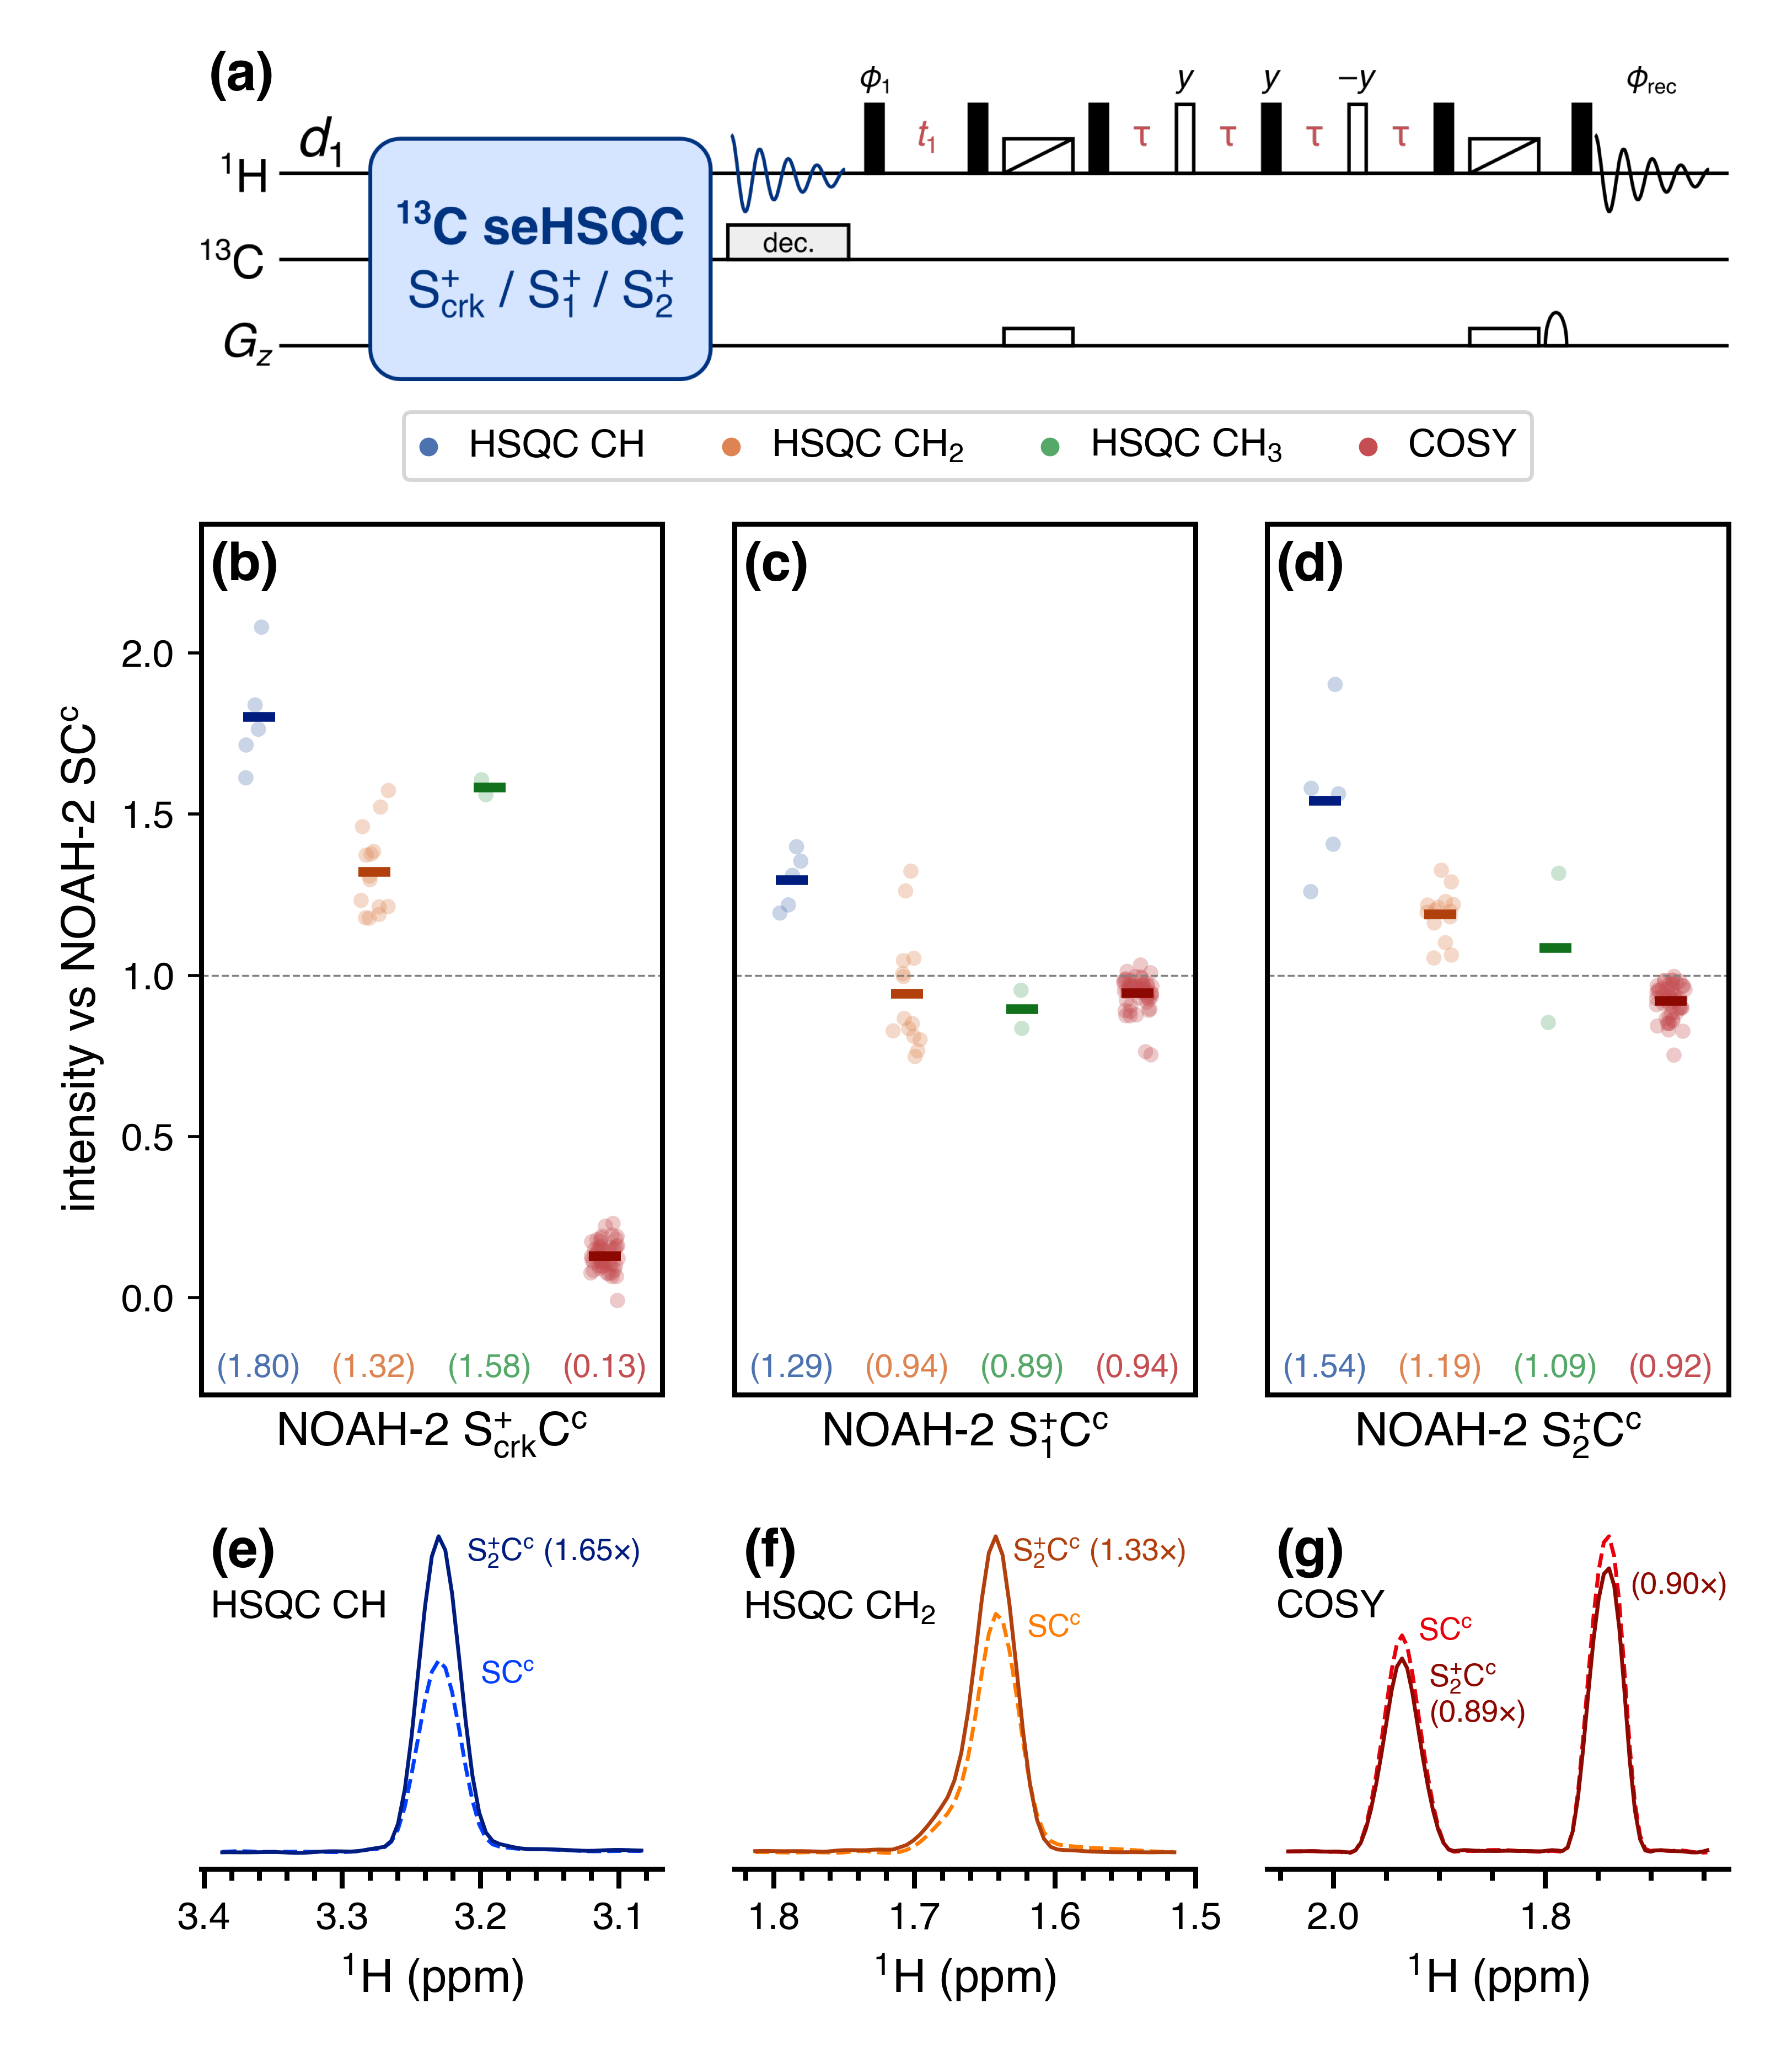 (a)
ϕ₁ y y –y ϕrec
d₁ t₁ τ τ τ τ
¹H
¹³C seHSQC
S⁺crk / S⁺₁ / S⁺₂
¹³C dec.
Gz
HSQC CH HSQC CH₂ HSQC CH₃ COSY
intensity vs NOAH-2 SCᶜ
2.0
1.5
1.0
0.5
0.0
(b)
(1.80) (1.32) (1.58) (0.13)
NOAH-2 S⁺crkCᶜ
(c)
(1.29) (0.94) (0.89) (0.94)
NOAH-2 S⁺₁Cᶜ
(d)
(1.54) (1.19) (1.09) (0.92)
NOAH-2 S⁺₂Cᶜ
(e)
HSQC CH
S⁺₂Cᶜ (1.65×)
SCᶜ
3.4 3.3 3.2 3.1
¹H (ppm)
(f)
HSQC CH₂
S⁺₂Cᶜ (1.33×)
SCᶜ
1.8 1.7 1.6 1.5
¹H (ppm)
(g)
COSY
(0.90×)
SCᶜ
S⁺₂Cᶜ
(0.89×)
2.0 1.8
¹H (ppm)